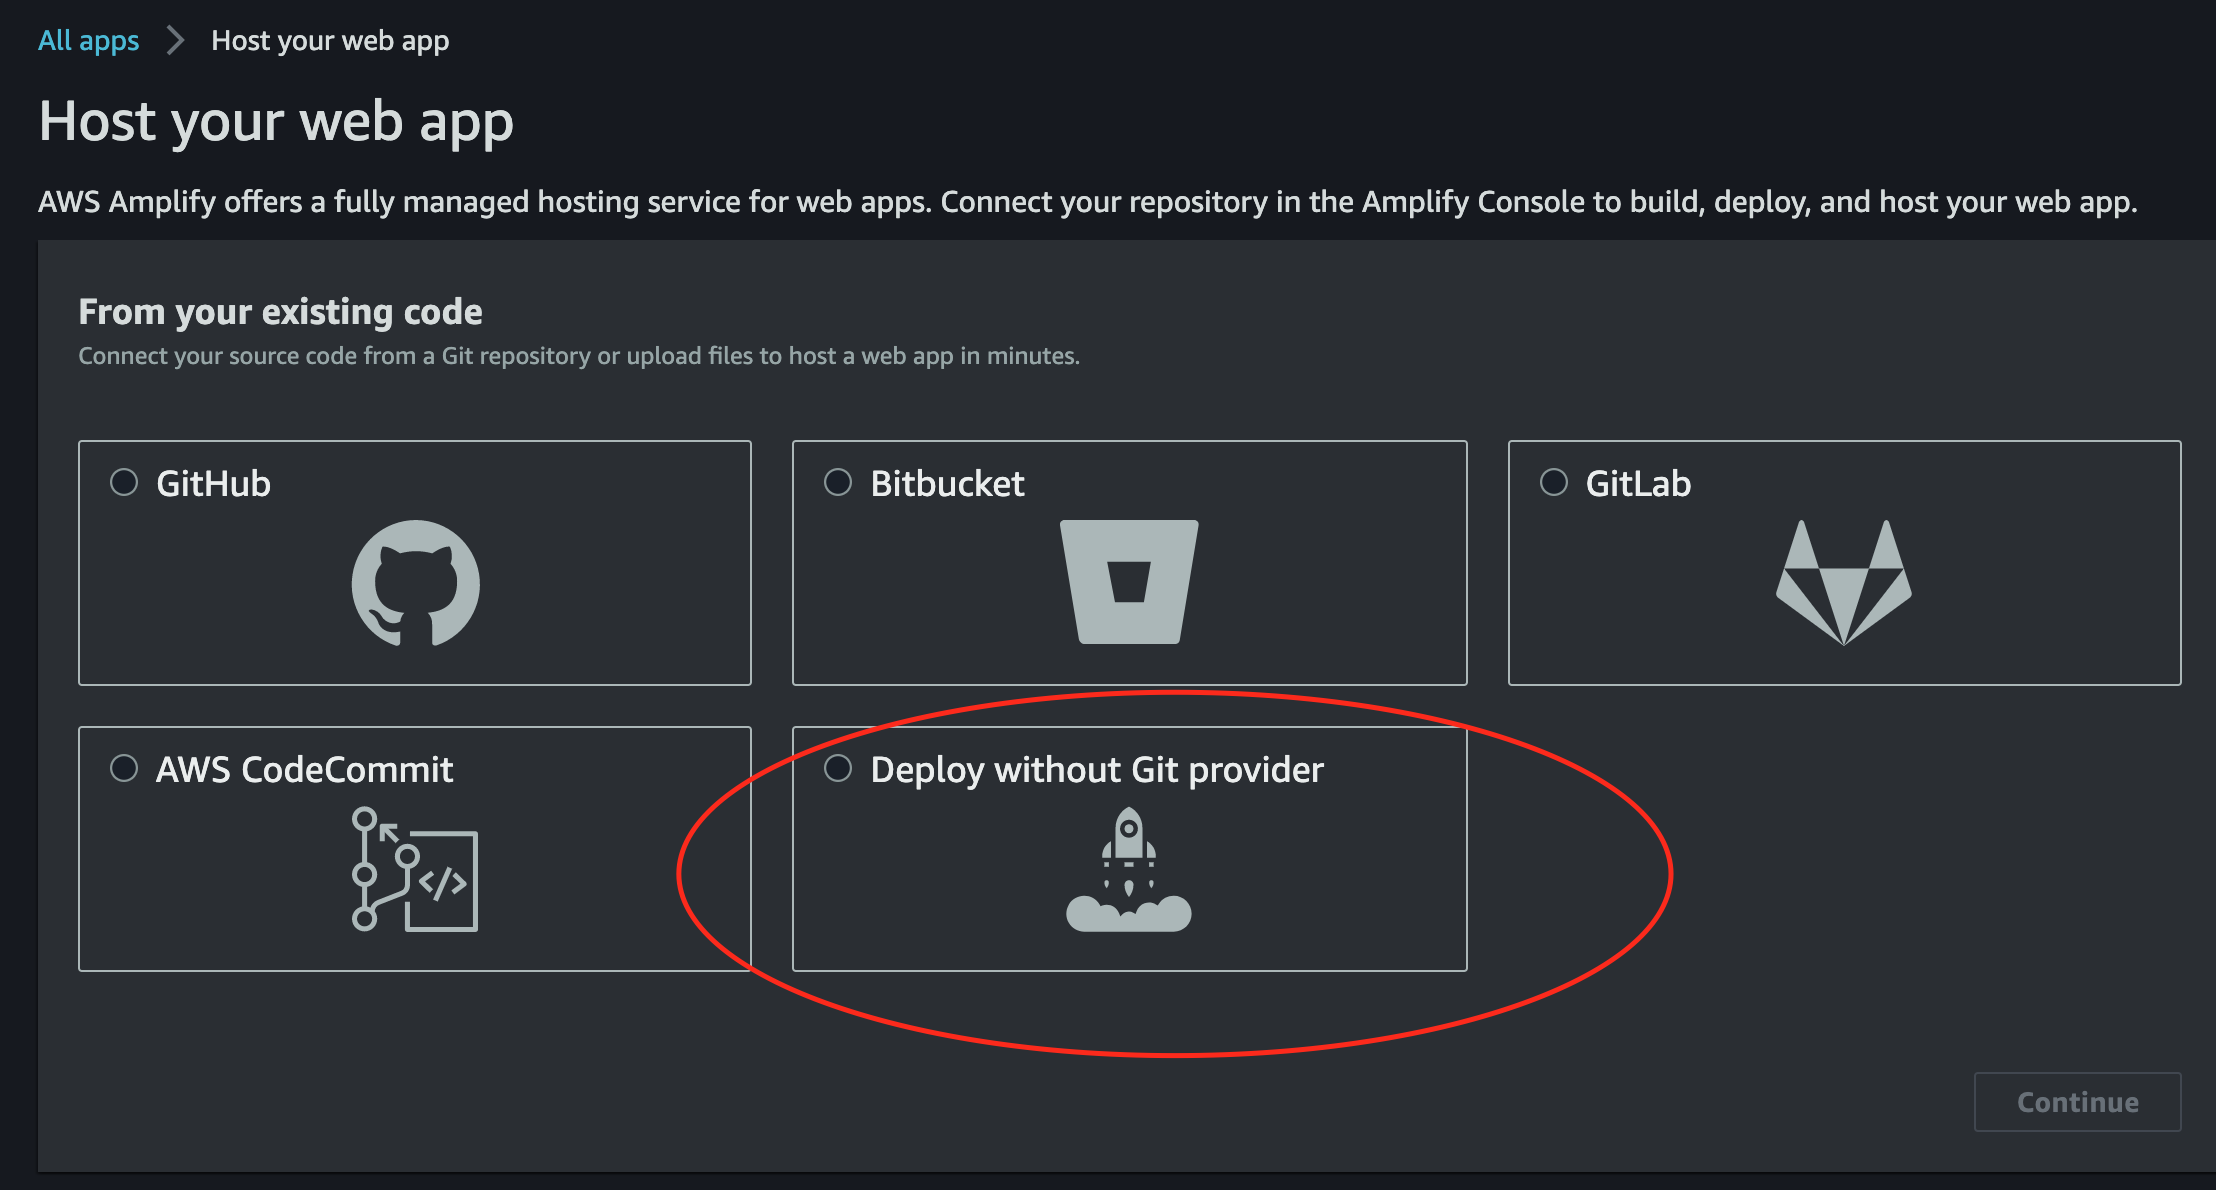 All apps Host your web app
Host your web app
AWS Amplify offers a fully managed hosting service for web apps. Connect your repository in the Amplify Console to build, deploy, and host your web app.
From your existing code
Connect your source code from a Git repository or upload files to host a web app in minutes.
GitHub
Bitbucket
GitLab
AWS CodeCommit
</>
Deploy without Git provider
Continue